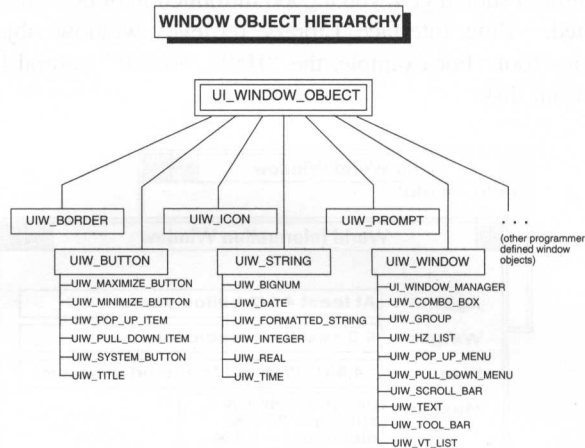 WINDOW OBJECT HIERARCHY
UI_WINDOW_OBJECT
UIW_BORDER
UIW_ICON
UIW_PROMPT
. . .
(other programmer
defined window
objects)
UIW_BUTTON
UIW_MAXIMIZE_BUTTON
UIW_MINIMIZE_BUTTON
UIW_POP_UP_ITEM
UIW_PULL_DOWN_ITEM
UIW_SYSTEM_BUTTON
UIW_TITLE
UIW_STRING
UIW_BIGNUM
UIW_DATE
UIW_FORMATTED_STRING
UIW_INTEGER
UIW_REAL
UIW_TIME
UIW_WINDOW
UI_WINDOW_MANAGER
UIW_COMBO_BOX
UIW_GROUP
UIW_HZ_LIST
UIW_POP_UP_MENU
UIW_PULL_DOWN_MENU
UIW_SCROLL_BAR
UIW_TEXT
UIW_TOOL_BAR
UIW_VT_LIST